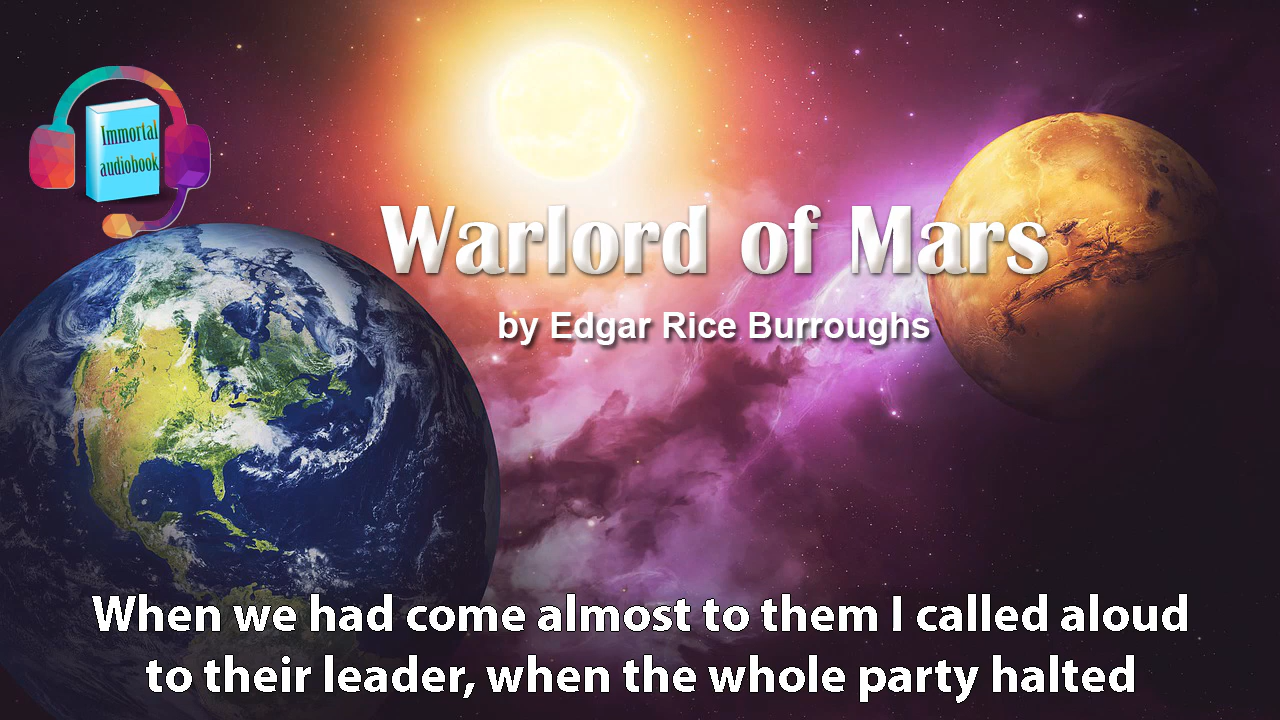 Immortal
audiobook
Warlord of Mars
by Edgar Rice Burroughs
When we had come almost to them I called aloud
to their leader, when the whole party halted